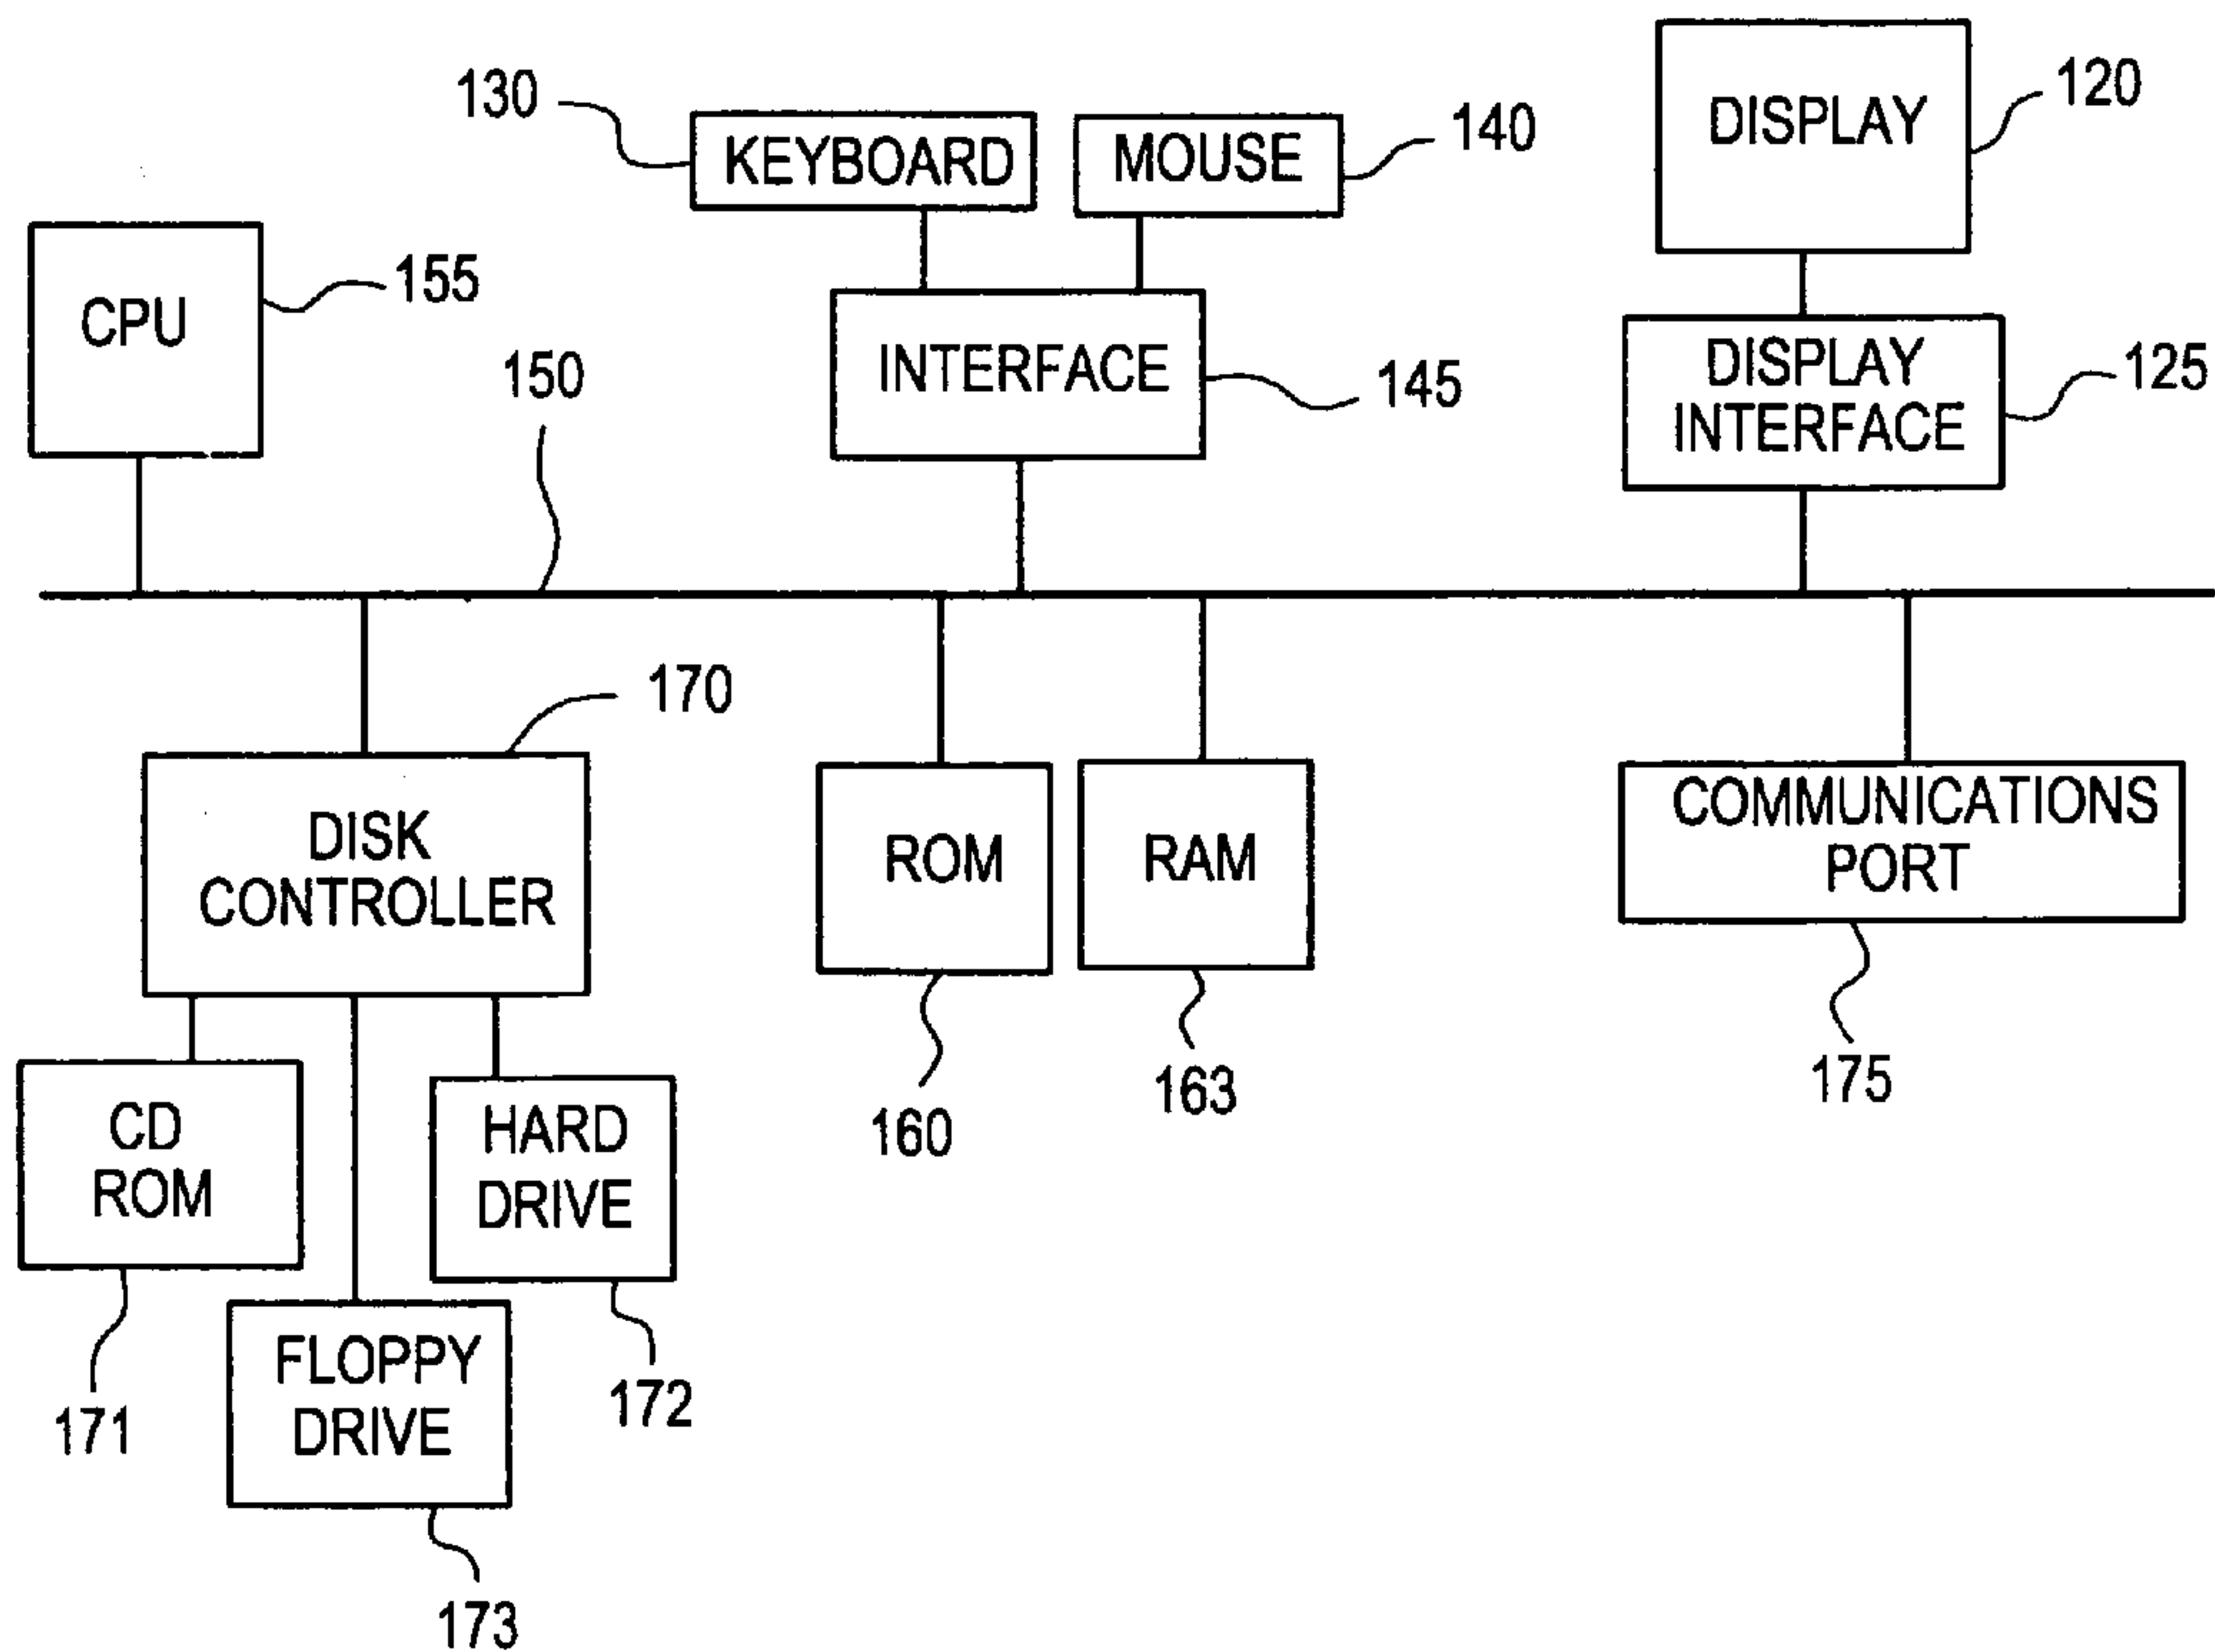 130
KEYBOARD
MOUSE
140
DISPLAY
120
CPU
155
150
INTERFACE
145
DISPLAY
INTERFACE
125
170
DISK
CONTROLLER
ROM
RAM
COMMUNICATIONS
PORT
160
163
175
CD
ROM
HARD
DRIVE
171
FLOPPY
DRIVE
172
173